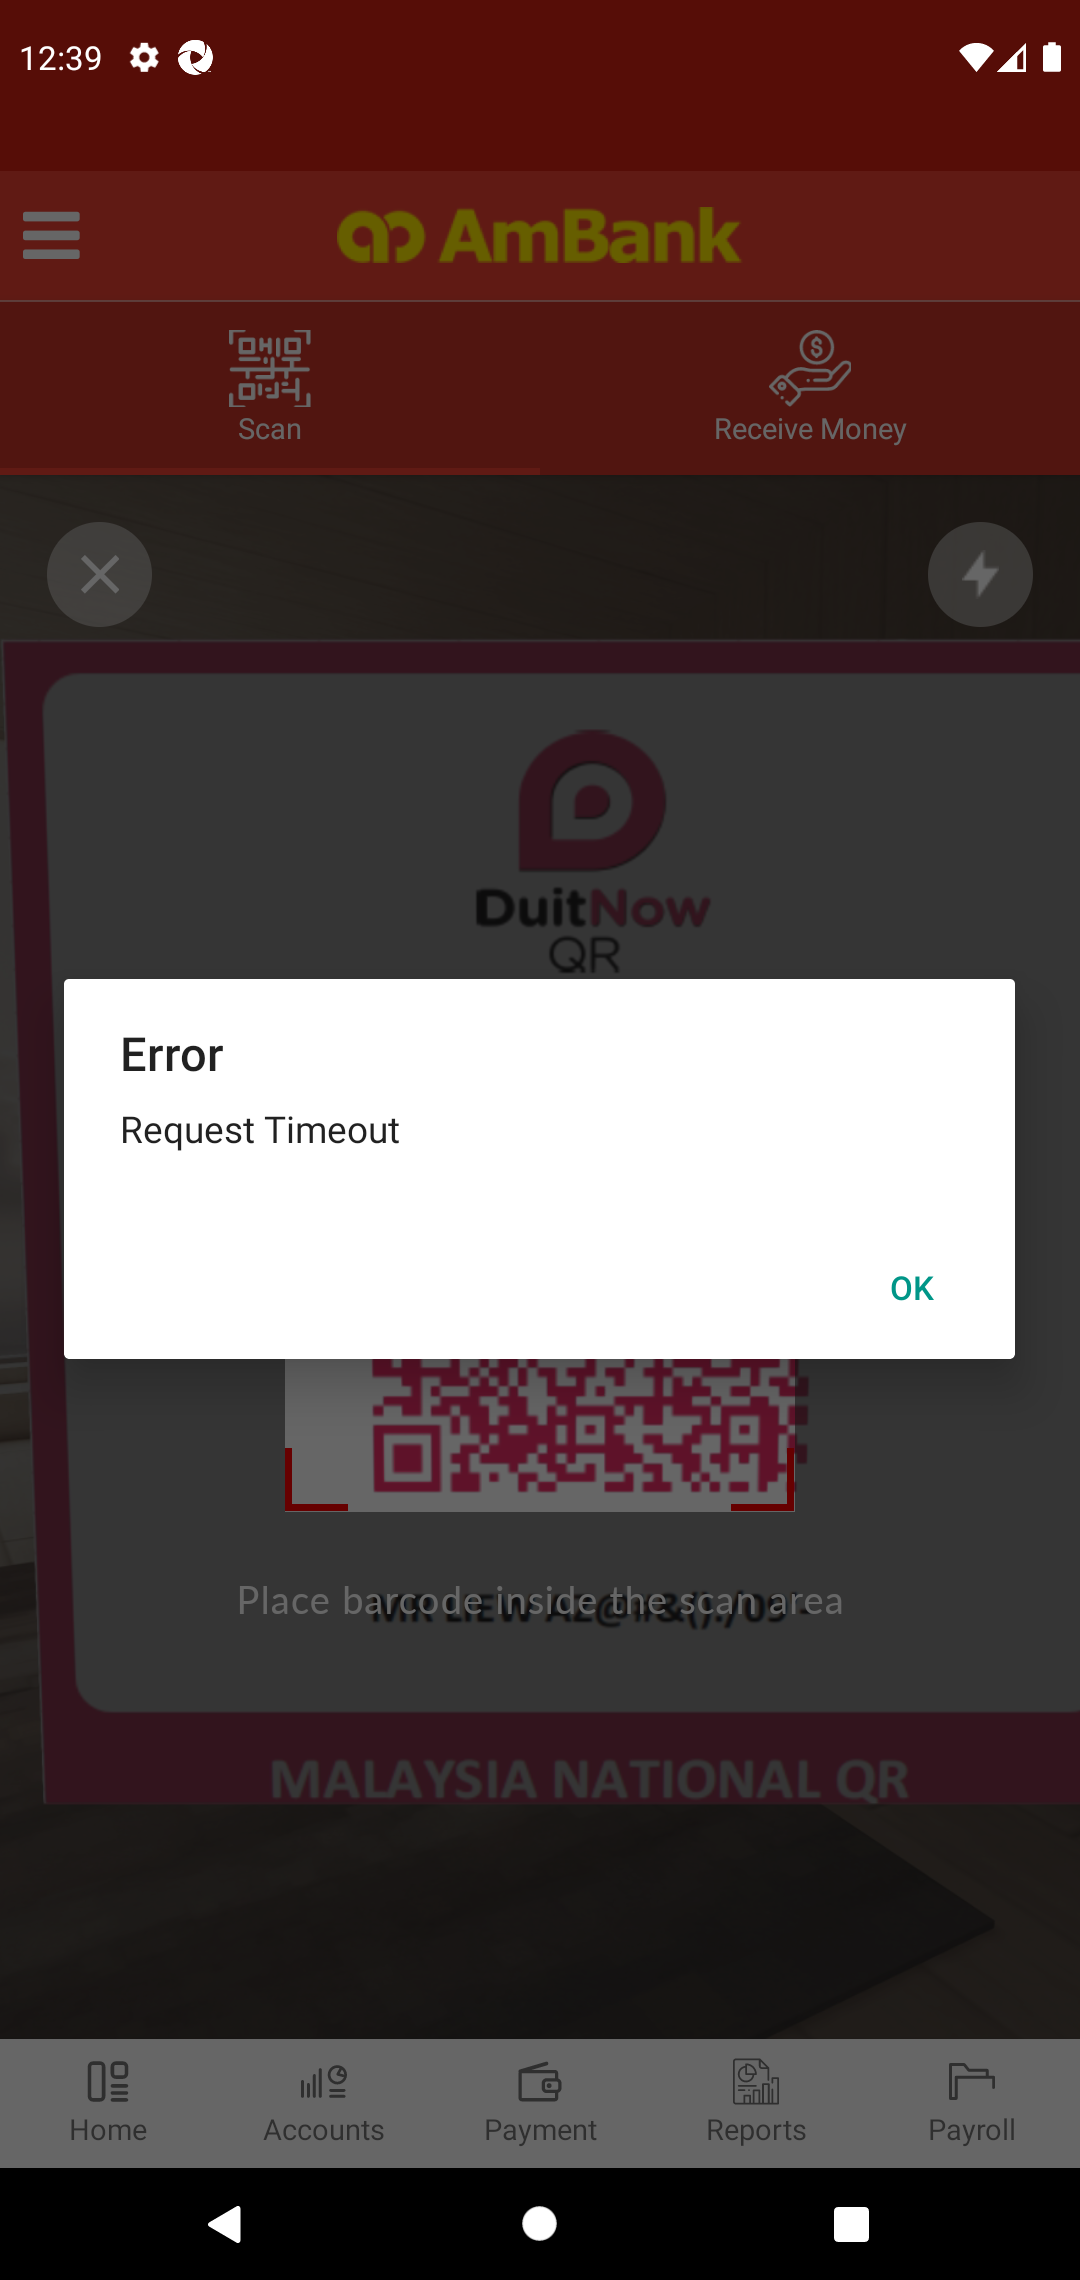 12:39
AmBank
Scan
Receive Money
DuitNow
QR
Error
Request Timeout
OK
Place barcode inside the scan area
MALAYSIA NATIONAL QR
Home
Accounts
Payment
Reports
Payroll